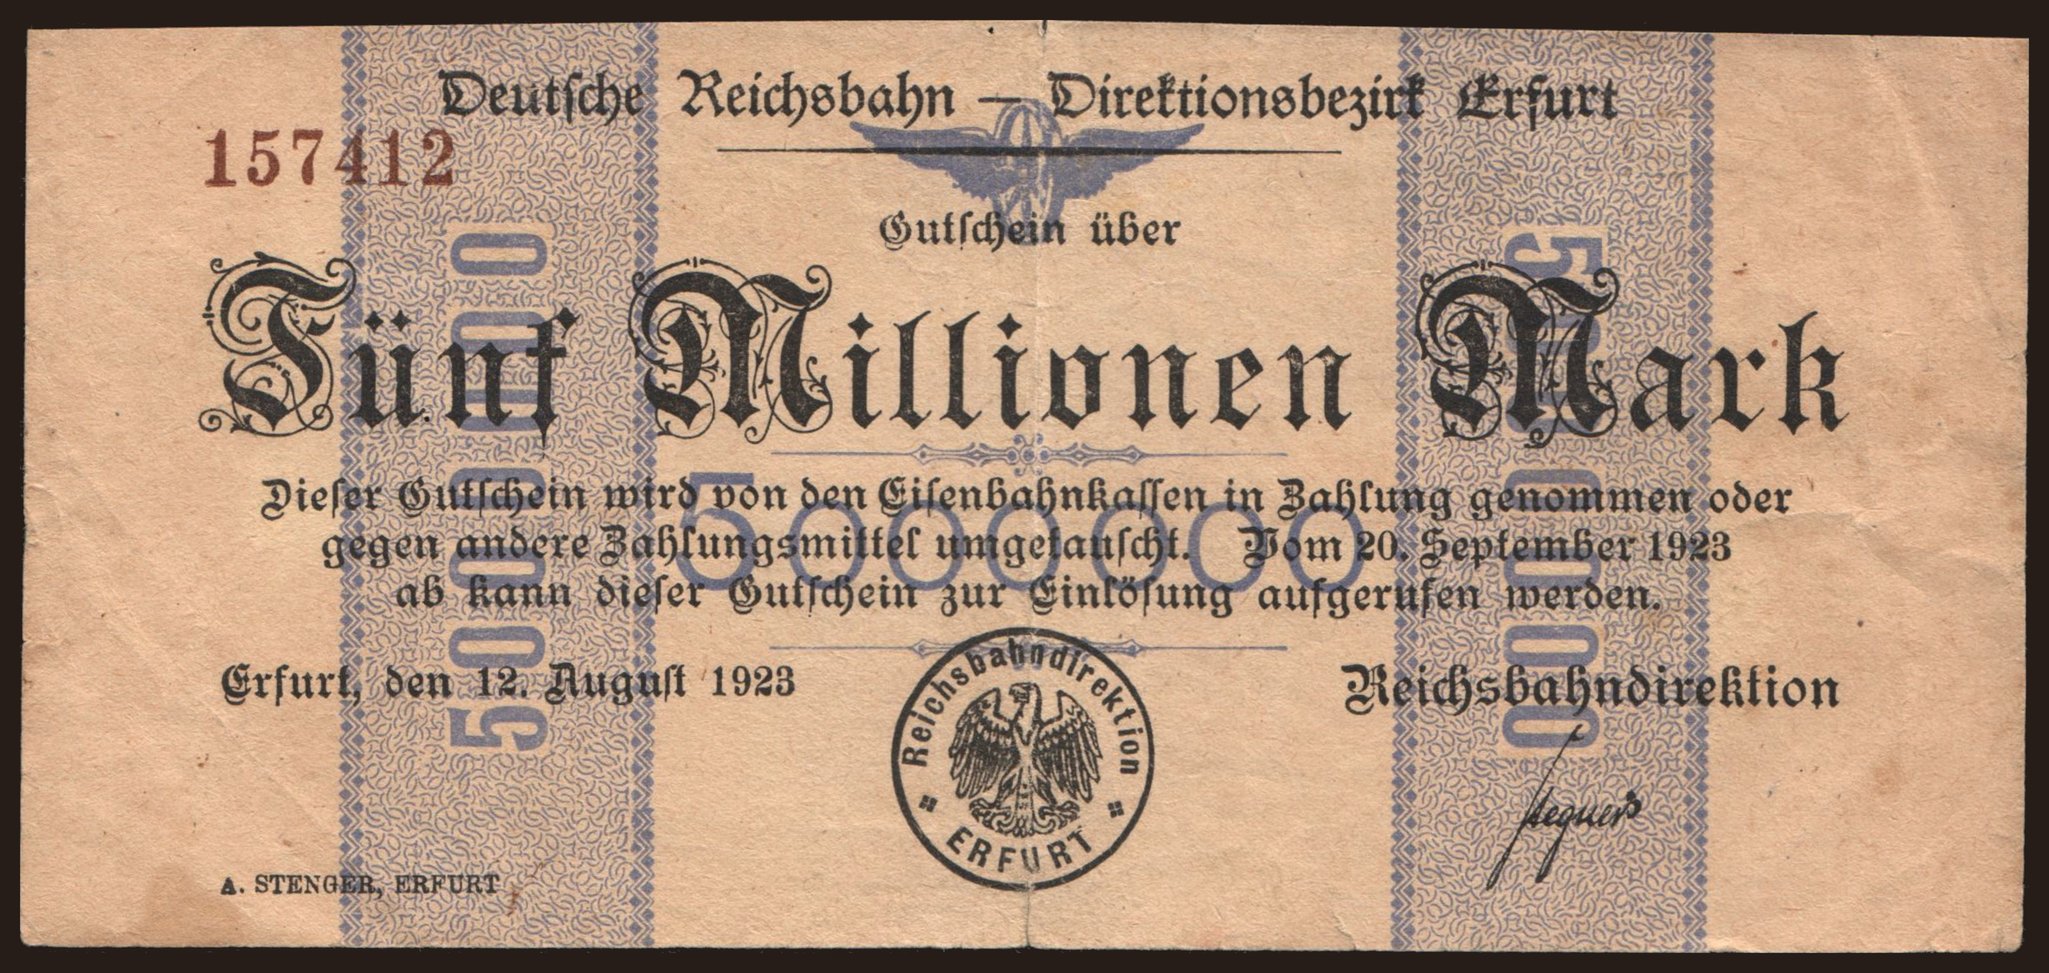 Deutsche Reichsbahn — Direktionsbezirk Erfurt
157412
Gutschein über
Fünf Millionen Mark
5000000
5000000
5000000
Dieser Gutschein wird von den Eisenbahnkassen in Zahlung genommen oder
gegen andere Zahlungsmittel umgetauscht. Vom 20. September 1923
ab kann dieser Gutschein zur Einlösung aufgerufen werden.
Erfurt, den 12. August 1923
Reichsbahndirektion
Reichsbahndirektion
ERFURT
A. STENGER, ERFURT